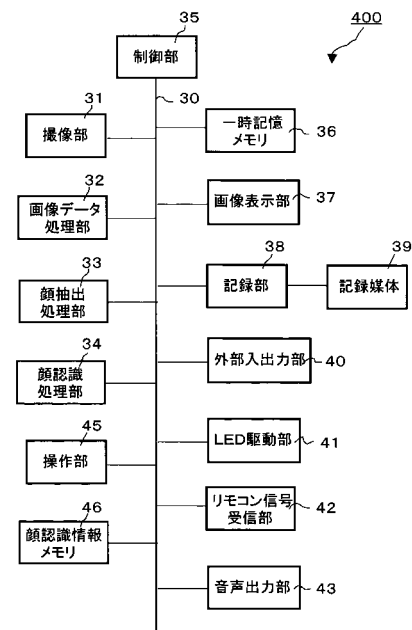 400
35
制御部
30
31
撮像部
一時記憶
メモリ
36
32
画像データ
処理部
画像表示部
37
33
顔抽出
処理部
38
記録部
39
記録媒体
34
顔認識
処理部
外部入出力部
40
45
操作部
LED駆動部
41
46
顔認識情報
メモリ
リモコン信号
受信部
42
音声出力部
43